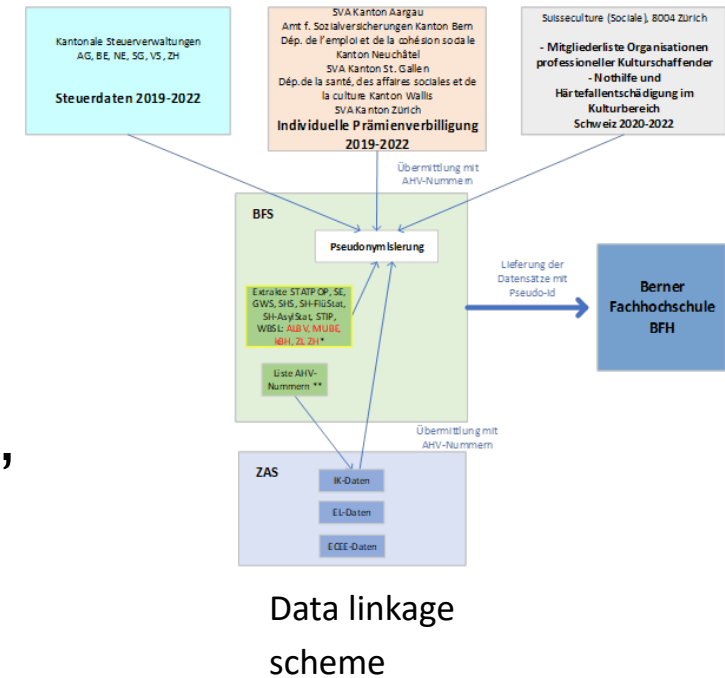 Kantonale Steuerverwaltungen
AG, BE, NE, SG, VS, ZH
Steuerdaten 2019-2022
SVA Kanton Aargau
Amt f. Sozialversicherungen Kanton Bern
Dép. de l'emploi et de la cohésion sociale
Kanton Neuchâtel
SVA Kanton St. Gallen
Dép.de la santé, des affaires sociales et de
la culture Kanton Wallis
SVA Kanton Zürich
Individuelle Prämienverbilligung
2019-2022
Suisseculture (Sociale), 8004 Zürich
- Mitgliederliste Organisationen
professioneller Kulturschaffender
- Nothilfe und
Härtefallentschädigung im
Kulturbereich
Schweiz 2020-2022
Übermittlung mit
AHV-Nummern
BFS
Pseudonymisierung
Extrakte STATPOP, SE,
GWS, SHS, SH-FlüStat,
SH-AsylStat, STIP,
WBSL: ALBV, MUBE,
kBH, ZL ZH*
Liste AHV-
Nummern **
Lieferung der
Datensätze mit
Pseudo-Id
Berner
Fachhochschule
BFH
Übermittlung mit
AHV-Nummern
ZAS
IK-Daten
EL-Daten
ECEE-Daten
,
Data linkage
scheme